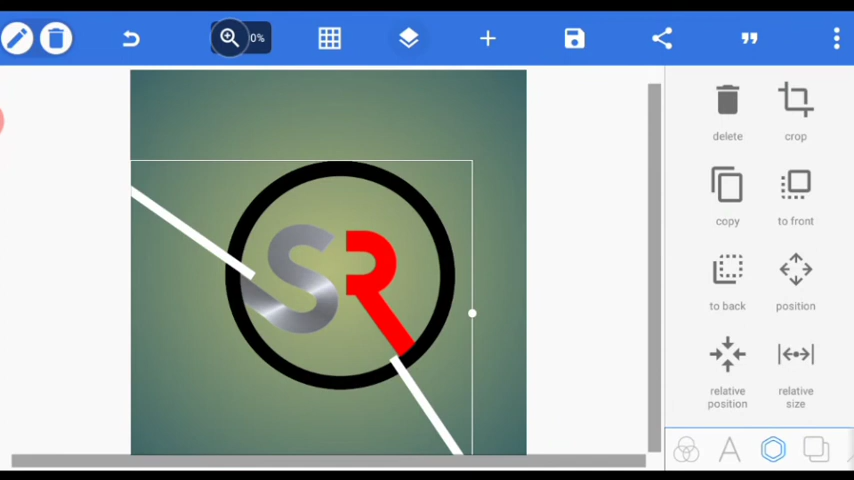 0%
SR
delete
crop
copy
to front
to back
position
relative
position
relative
size
A